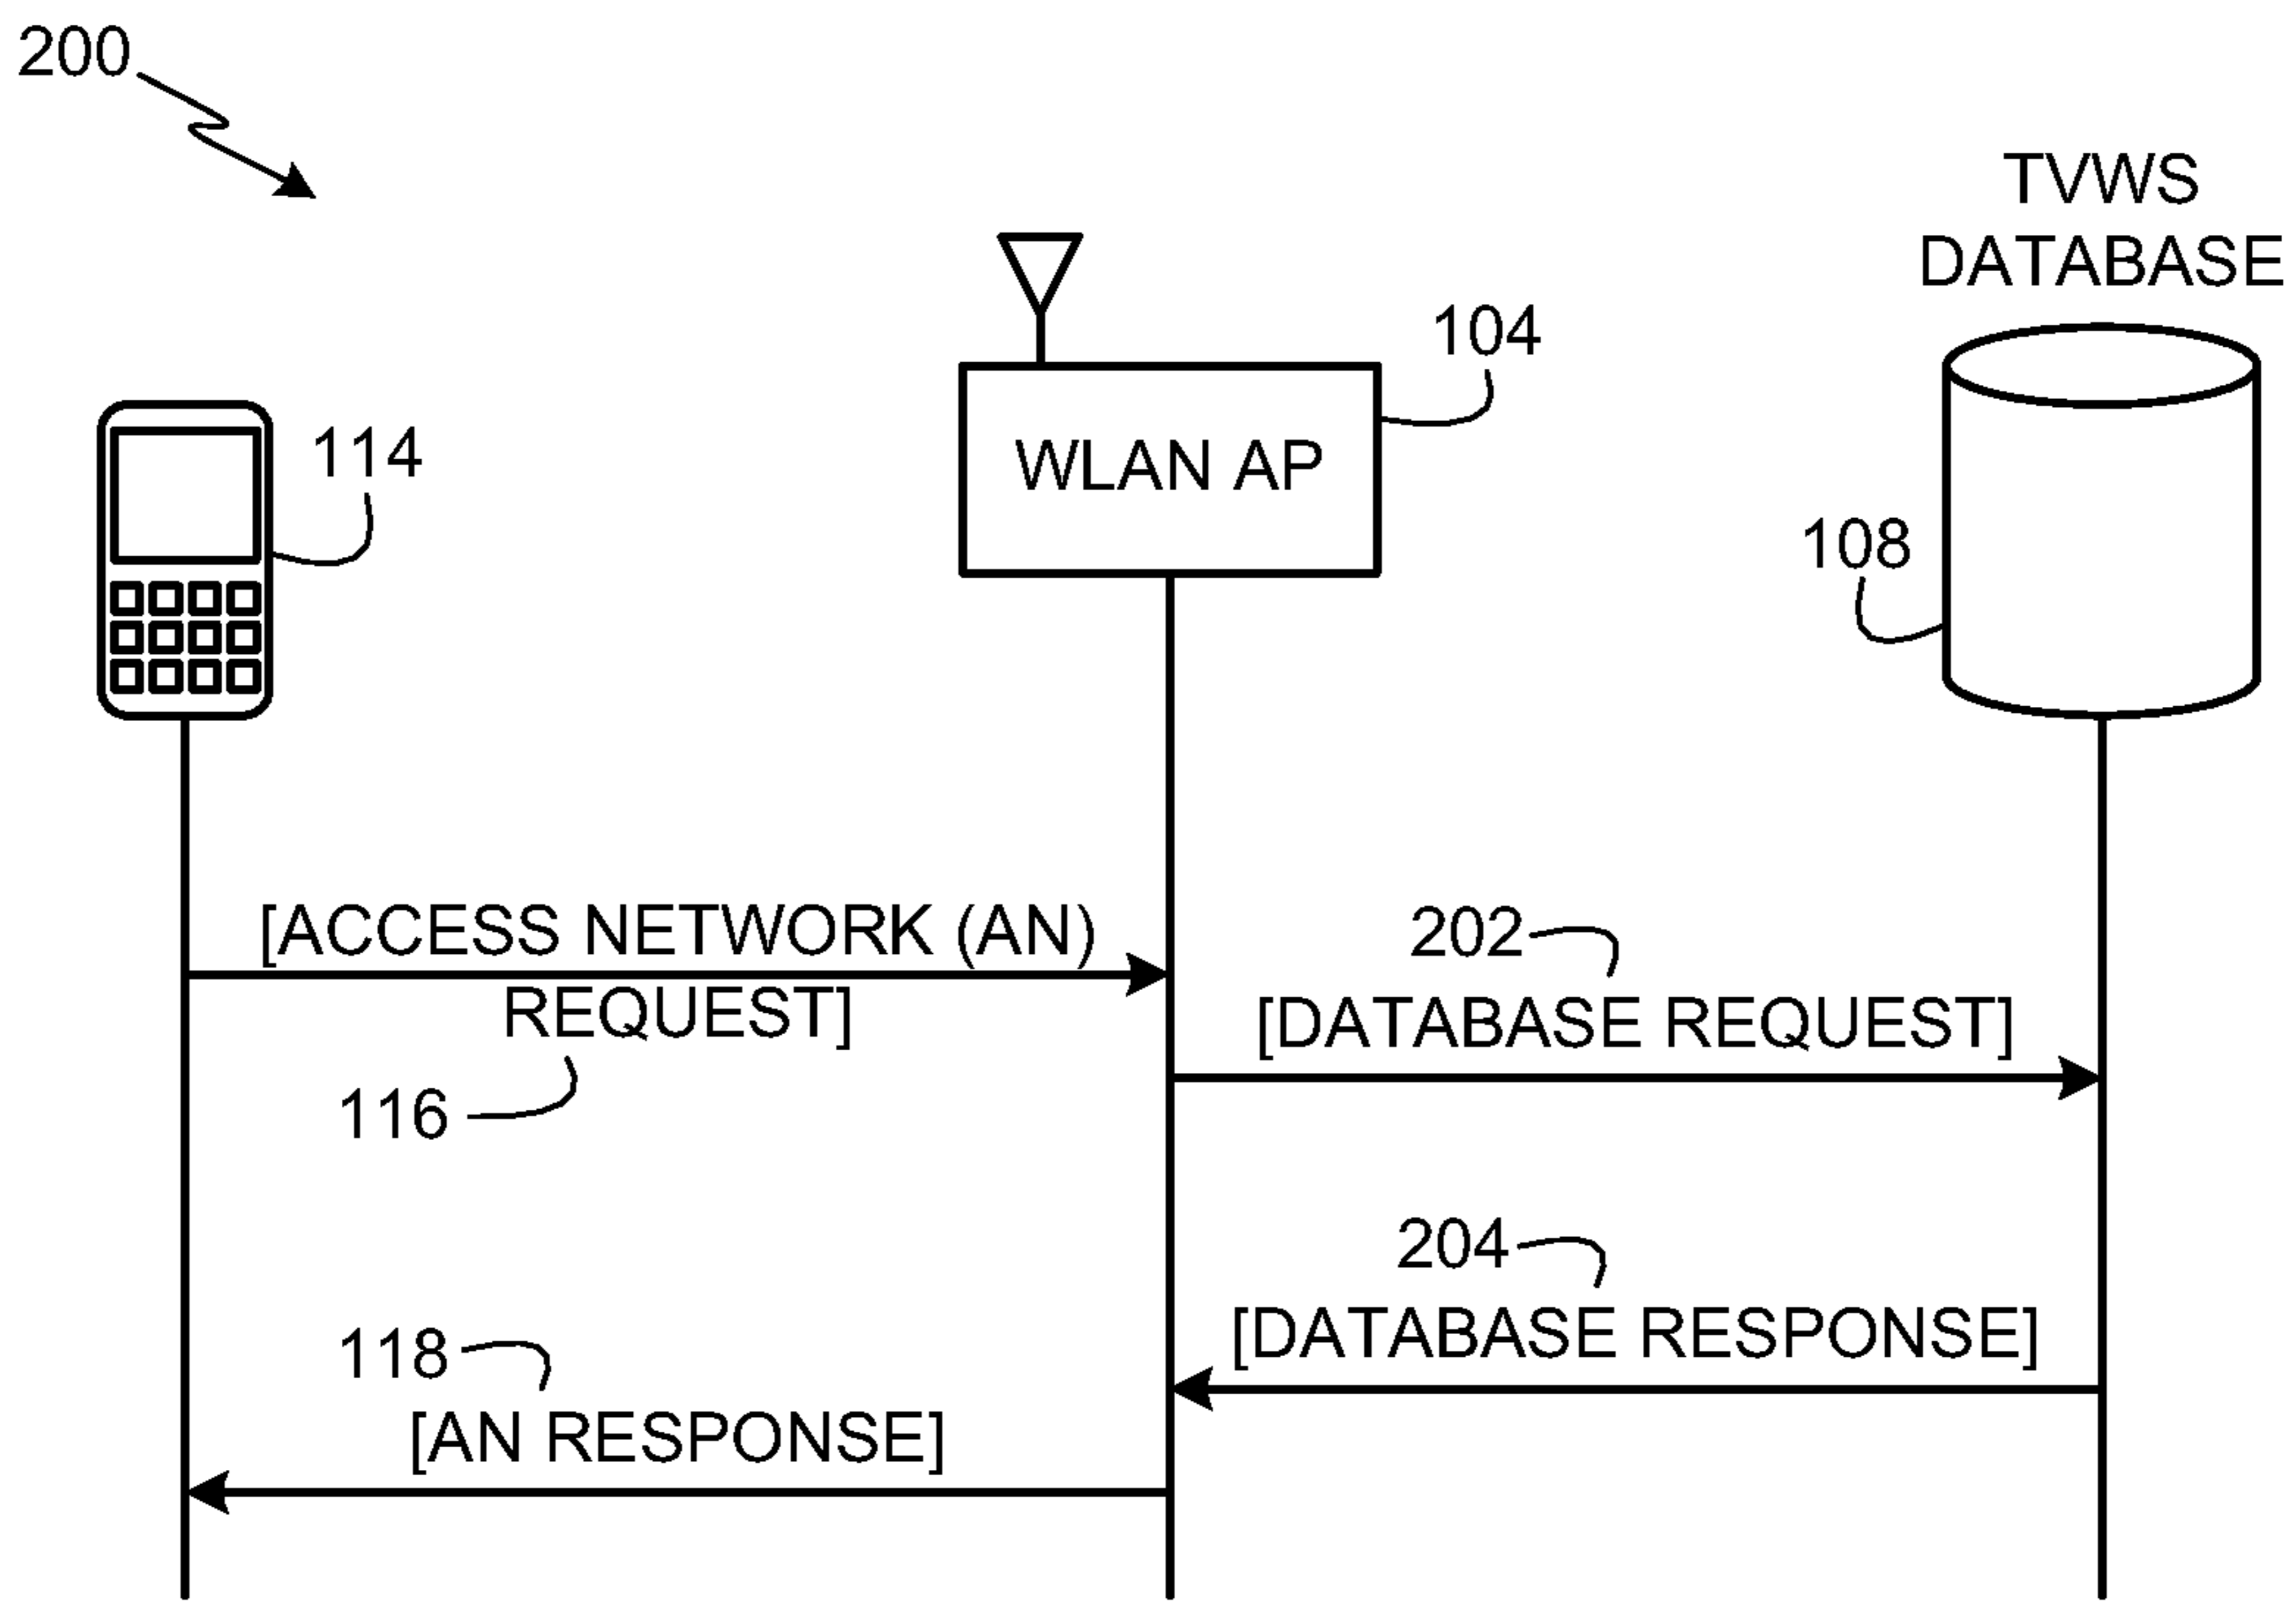 200
TVWS
DATABASE
104
WLAN AP
114
108
[ACCESS NETWORK (AN)
REQUEST]
116
202
[DATABASE REQUEST]
204
[DATABASE RESPONSE]
118
[AN RESPONSE]